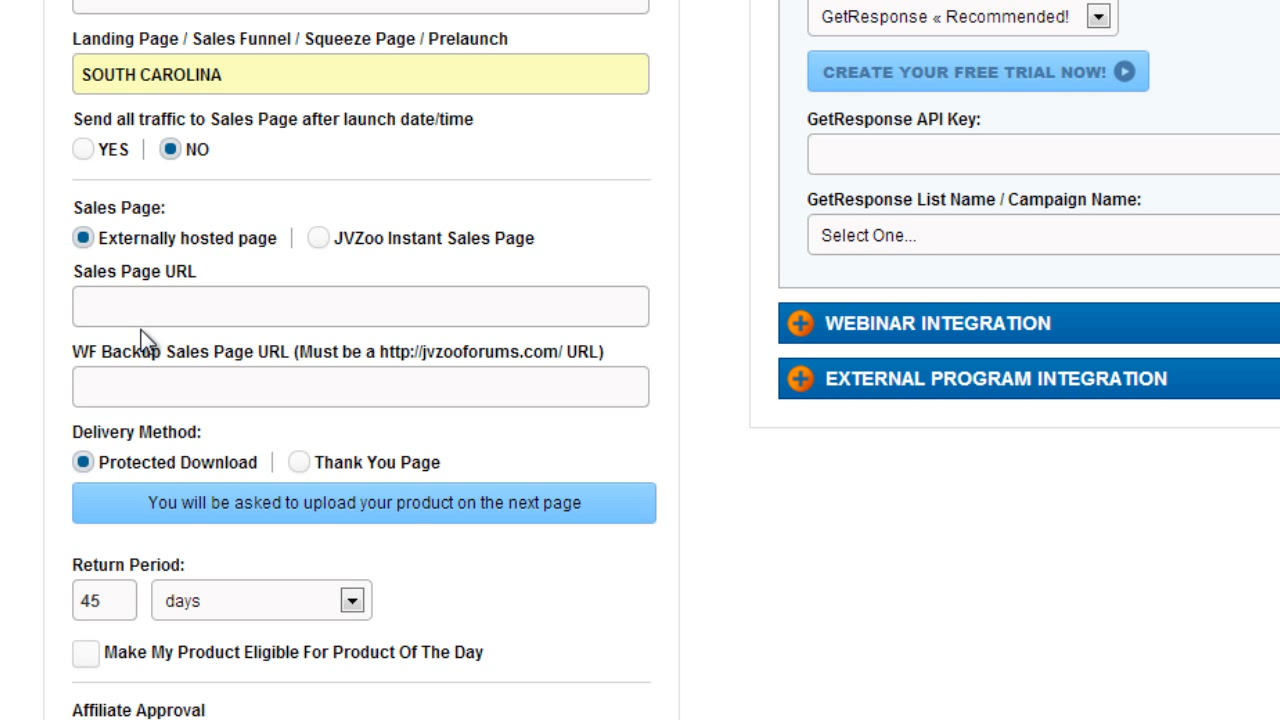 Landing Page / Sales Funnel / Squeeze Page / Prelaunch
SOUTH CAROLINA
Send all traffic to Sales Page after launch date/time
YES | NO
Sales Page:
Externally hosted page | JVZoo Instant Sales Page
Sales Page URL
WF Backup Sales Page URL (Must be a http://jvzooforums.com/ URL)
Delivery Method:
Protected Download | Thank You Page
You will be asked to upload your product on the next page
Return Period:
45 days
Make My Product Eligible For Product Of The Day
Affiliate Approval
GetResponse « Recommended!
CREATE YOUR FREE TRIAL NOW!
GetResponse API Key:
GetResponse List Name / Campaign Name:
Select One...
WEBINAR INTEGRATION
EXTERNAL PROGRAM INTEGRATION